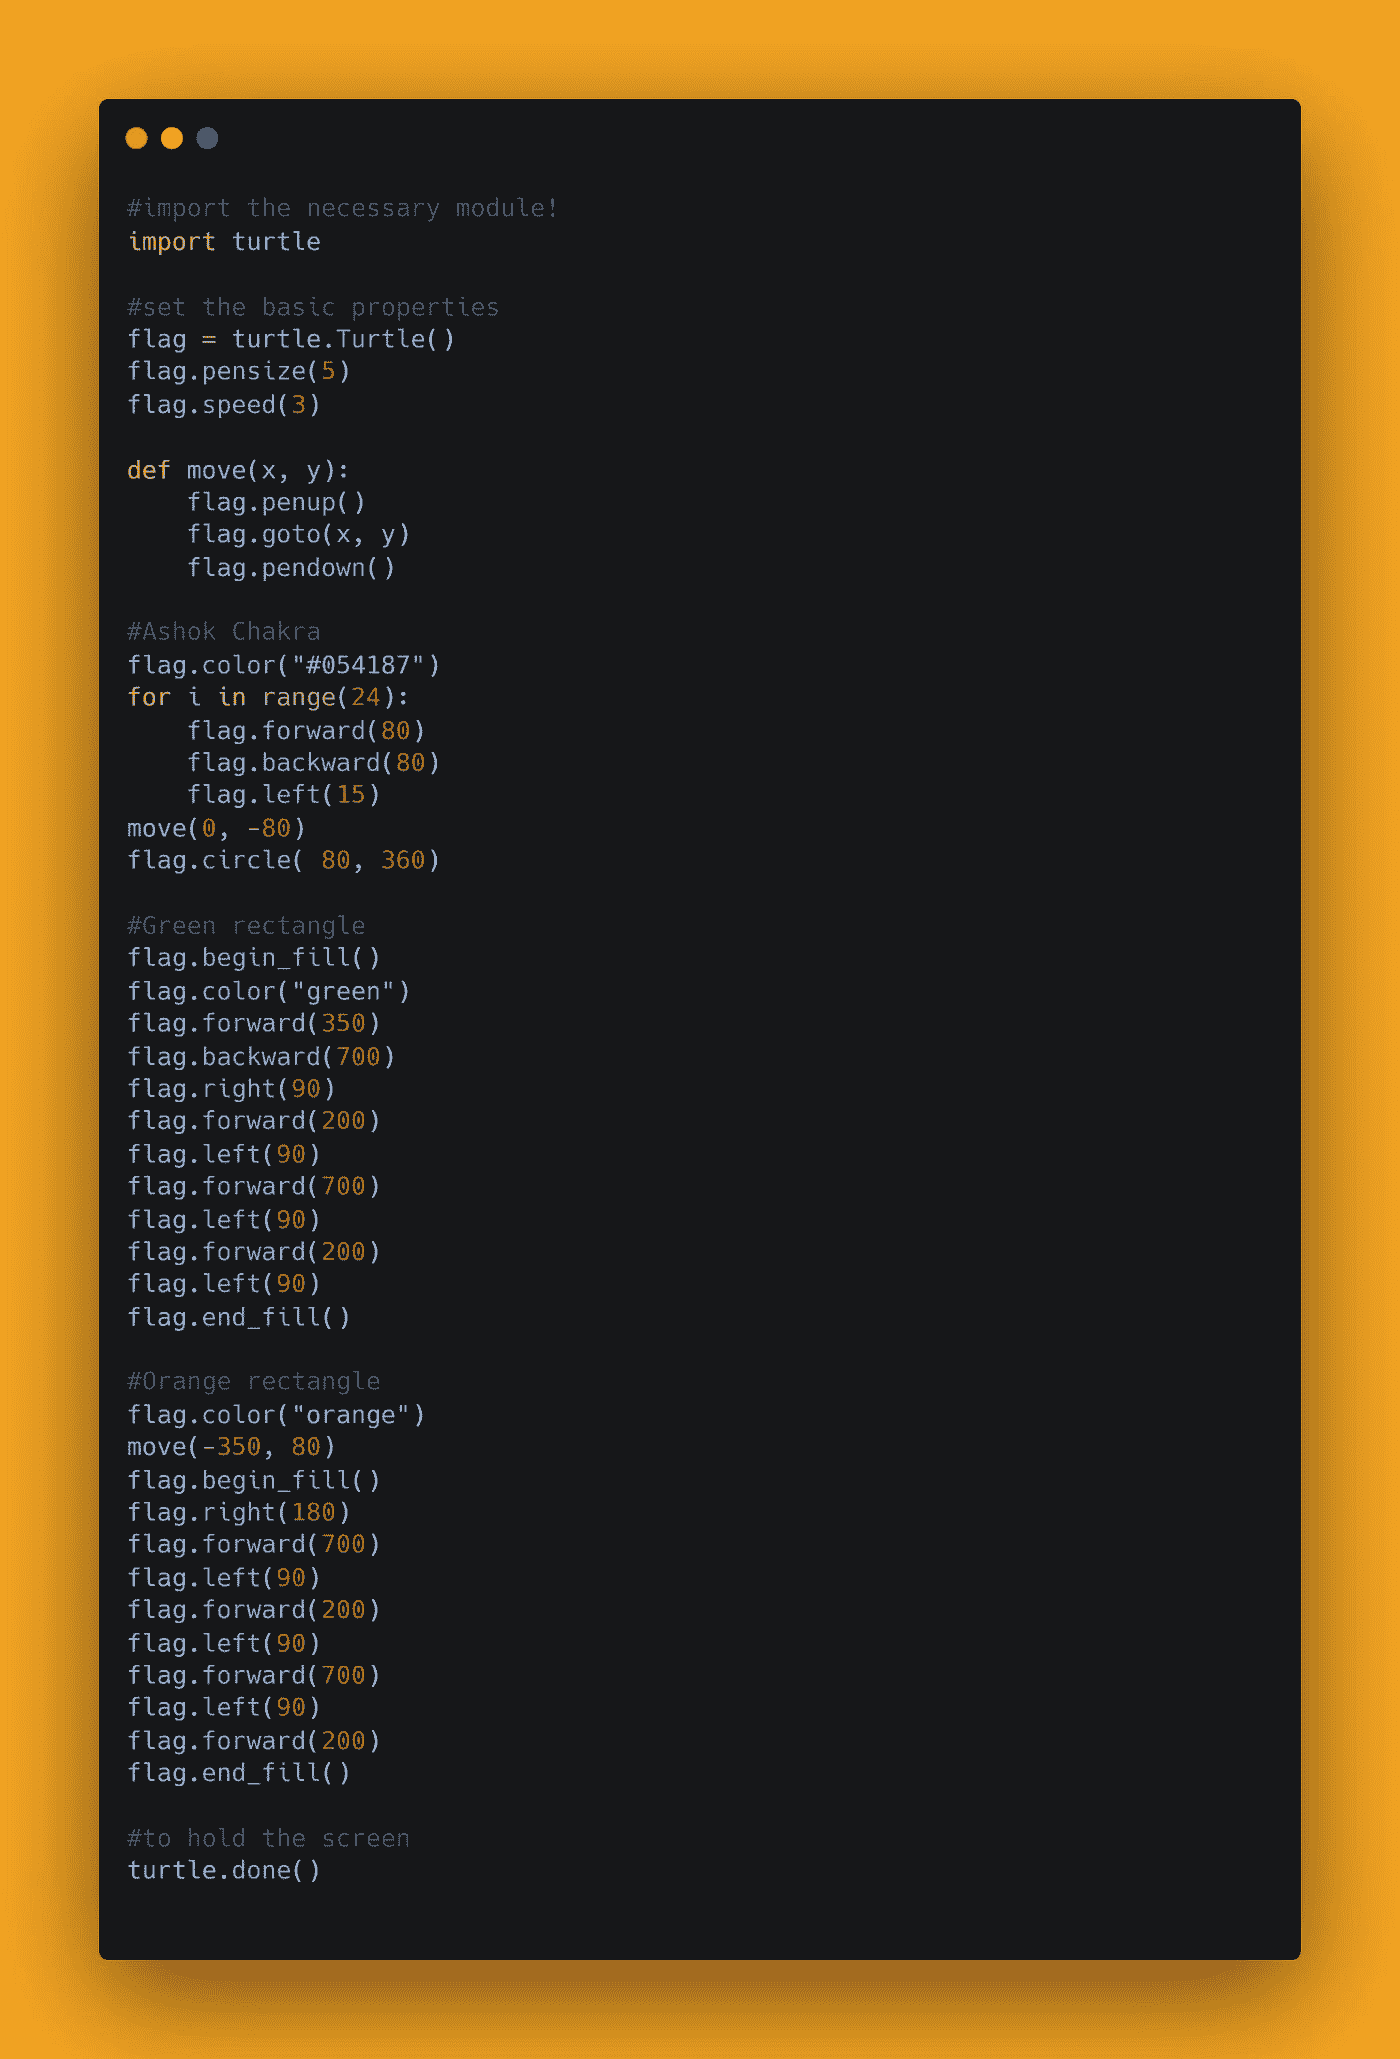 #import the necessary module!
import turtle

#set the basic properties
flag = turtle.Turtle()
flag.pensize(5)
flag.speed(3)

def move(x, y):
    flag.penup()
    flag.goto(x, y)
    flag.pendown()

#Ashok Chakra
flag.color("#054187")
for i in range(24):
    flag.forward(80)
    flag.backward(80)
    flag.left(15)
move(0, -80)
flag.circle( 80, 360)

#Green rectangle
flag.begin_fill()
flag.color("green")
flag.forward(350)
flag.backward(700)
flag.right(90)
flag.forward(200)
flag.left(90)
flag.forward(700)
flag.left(90)
flag.forward(200)
flag.left(90)
flag.end_fill()

#Orange rectangle
flag.color("orange")
move(-350, 80)
flag.begin_fill()
flag.right(180)
flag.forward(700)
flag.left(90)
flag.forward(200)
flag.left(90)
flag.forward(700)
flag.left(90)
flag.forward(200)
flag.end_fill()

#to hold the screen
turtle.done()